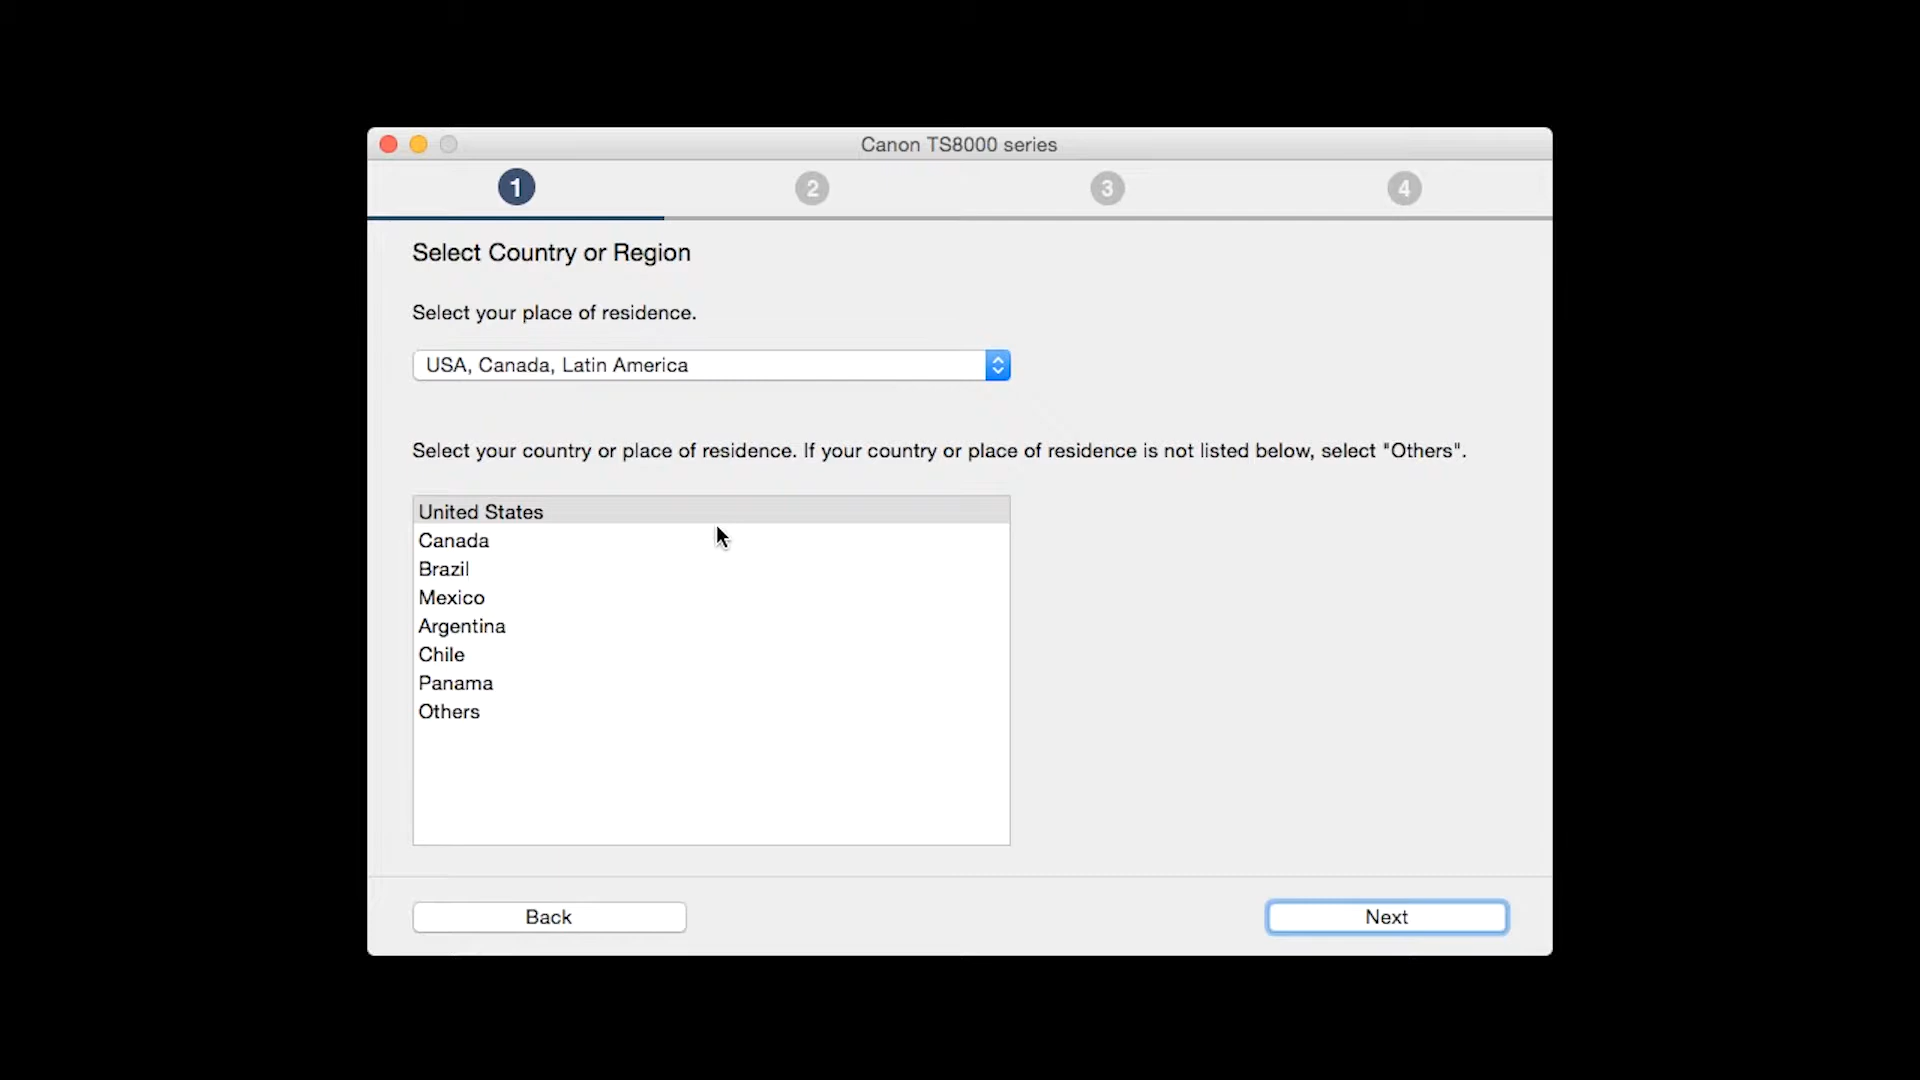 Canon TS8000 series
1
2
3
4
Select Country or Region
Select your place of residence.
USA, Canada, Latin America
Select your country or place of residence. If your country or place of residence is not listed below, select "Others".
United States
Canada
Brazil
Mexico
Argentina
Chile
Panama
Others
Back
Next